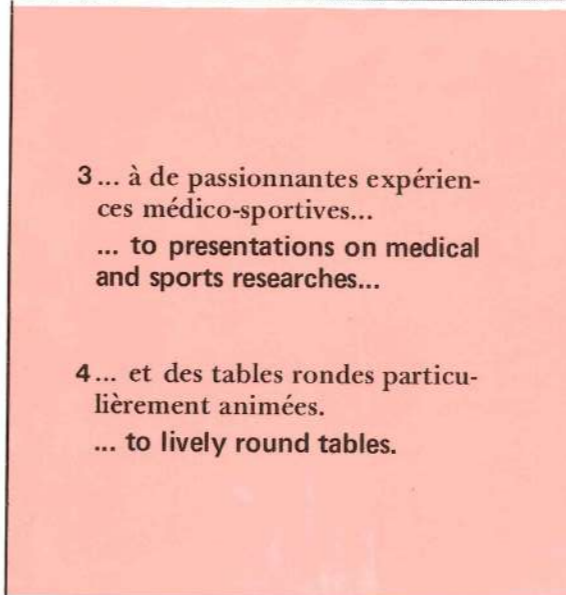 3... à de passionnantes expérien-
ces médico-sportives...
... to presentations on medical
and sports researches...
4... et des tables rondes particu-
lièrement animées.
... to lively round tables.